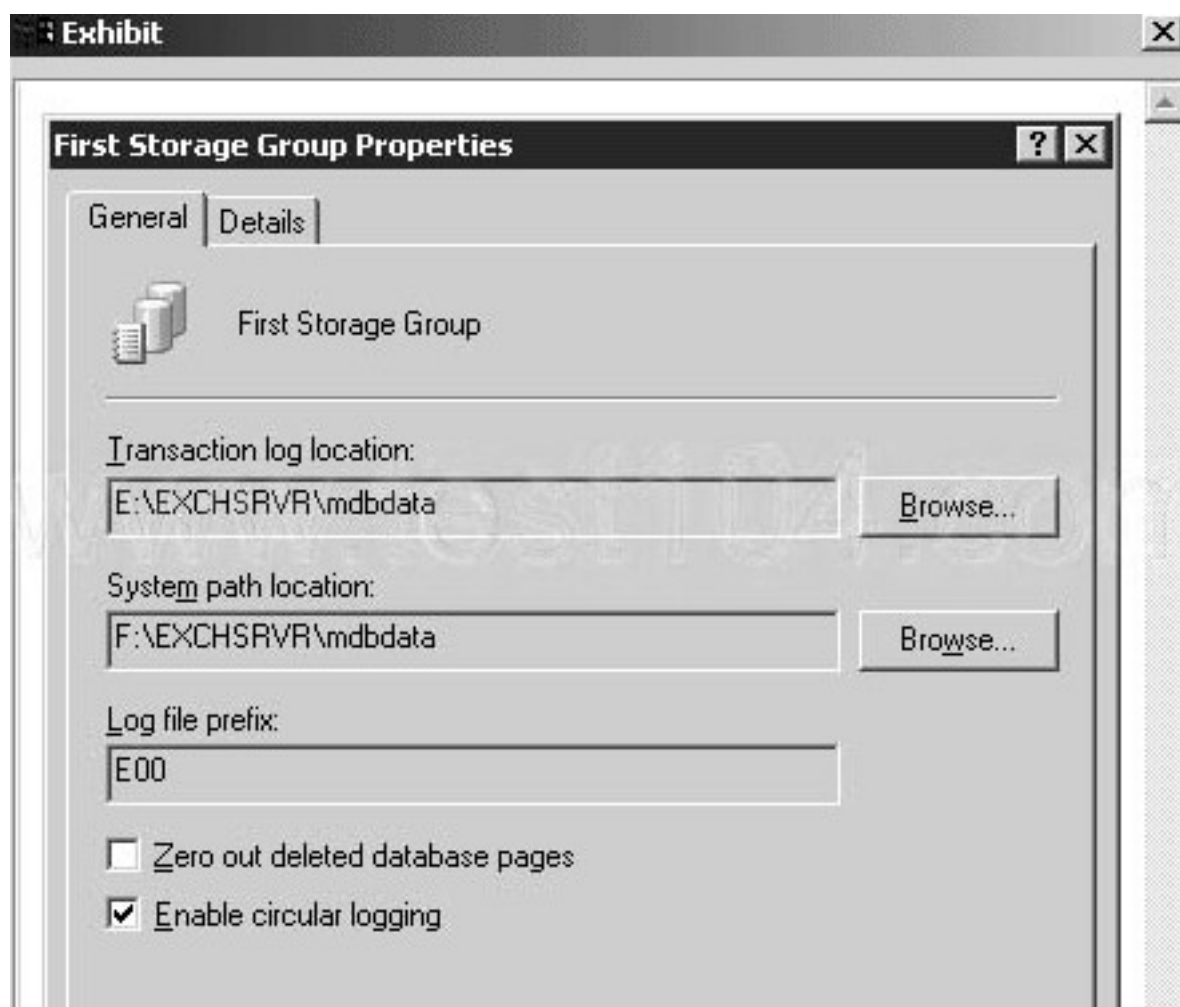 Exhibit
First Storage Group Properties
General
Details
First Storage Group
Transaction log location:
E:\EXCHSRVR\mdbdata
Browse...
System path location:
F:\EXCHSRVR\mdbdata
Browse...
Log file prefix:
E00
Zero out deleted database pages
Enable circular logging